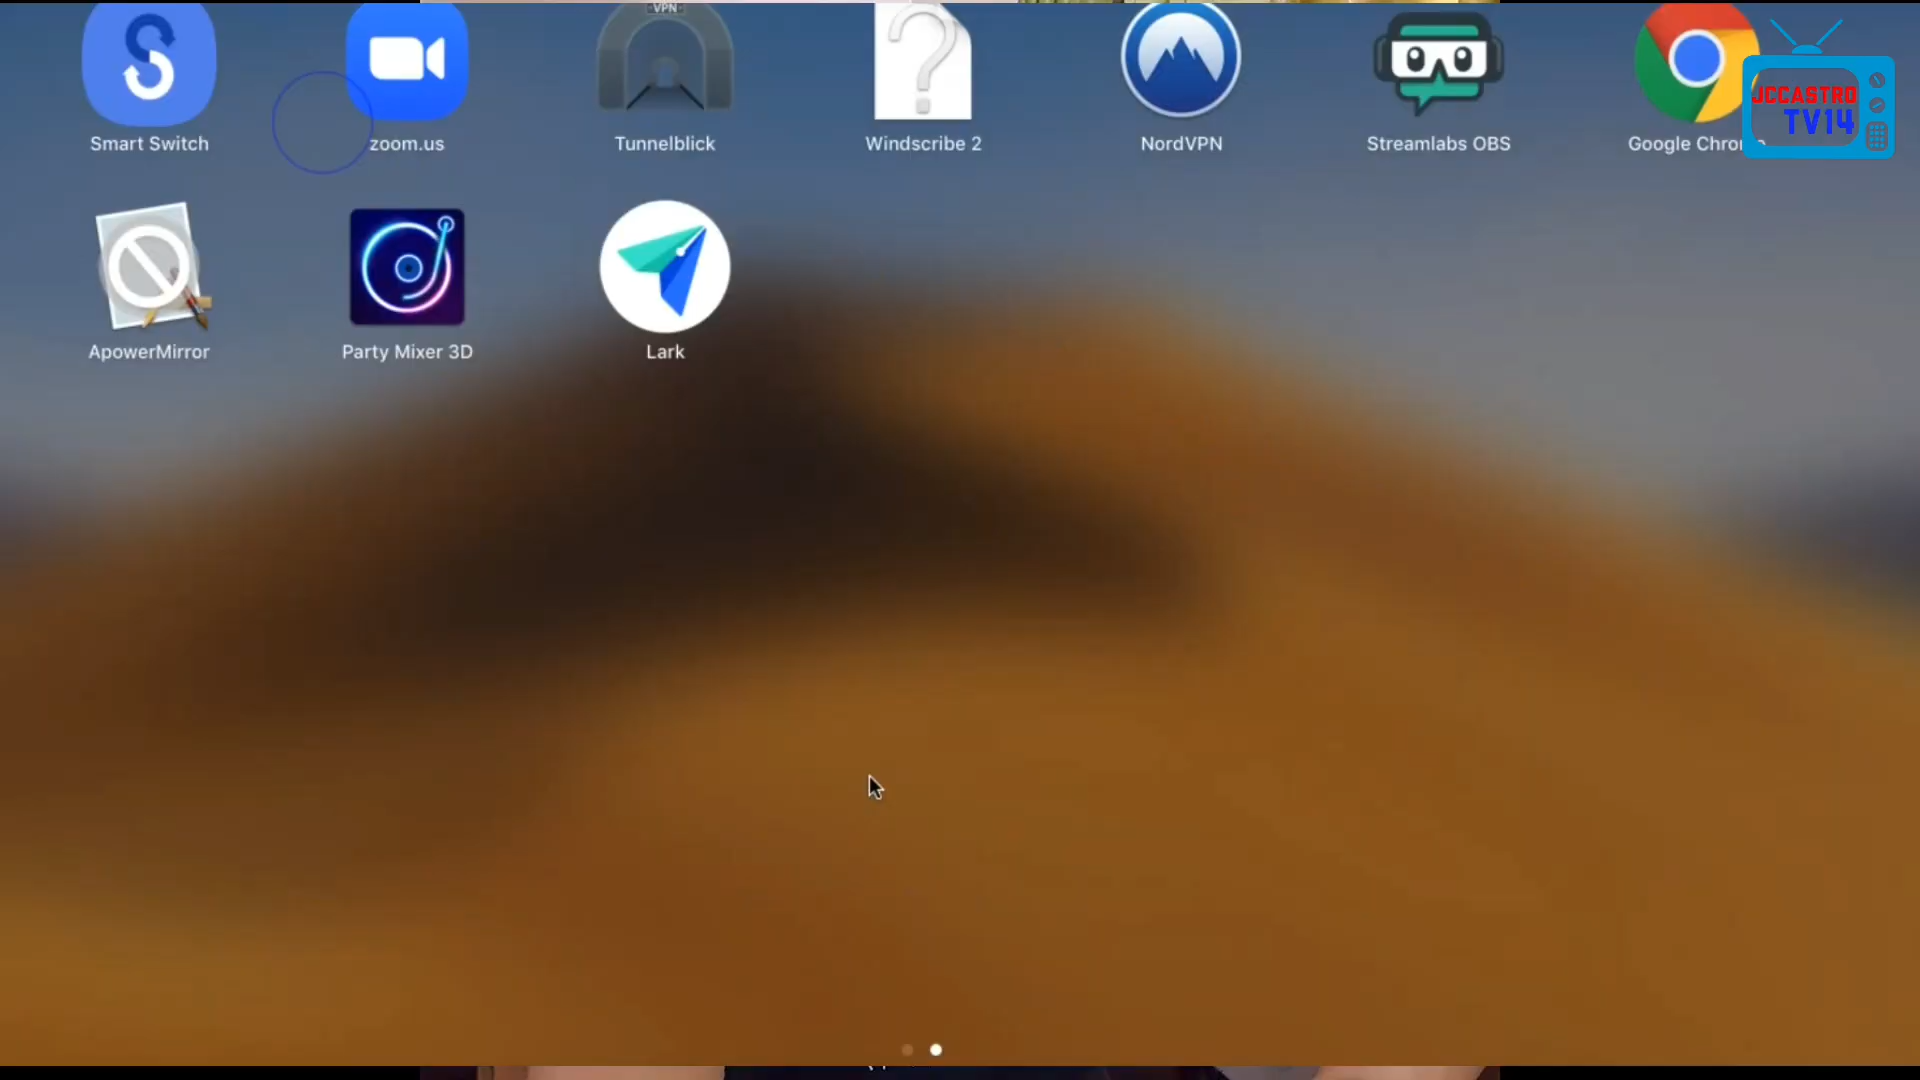 VPN
Smart Switch
zoom.us
Tunnelblick
Windscribe 2
NordVPN
Streamlabs OBS
Google Chro
JCCASTRO
TV14
ApowerMirror
Party Mixer 3D
Lark